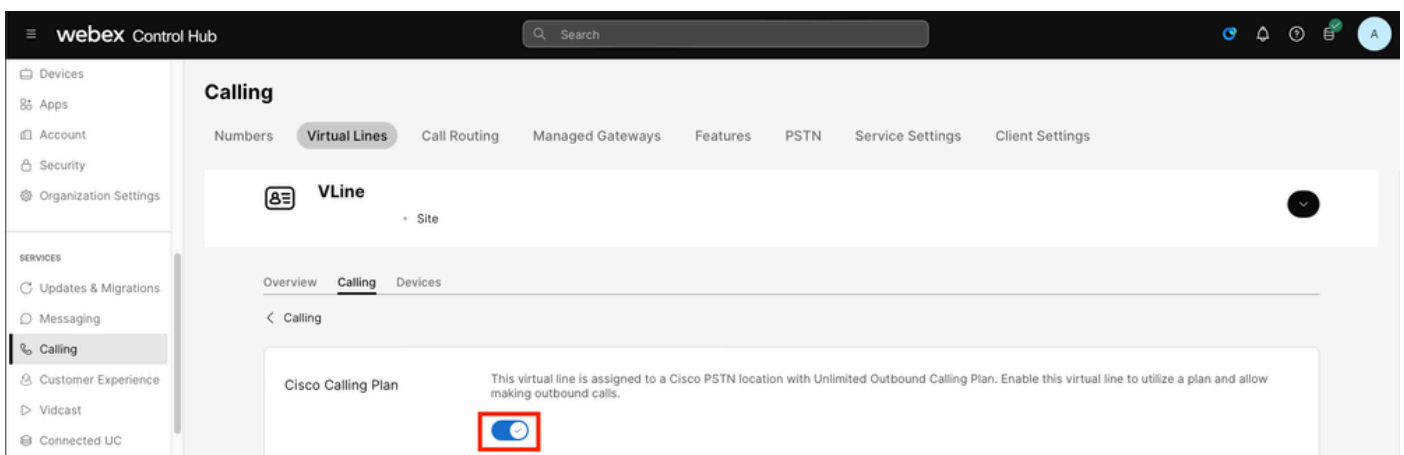 webex Control Hub
Search
A
Devices
Apps
Account
Security
Organization Settings
SERVICES
Updates & Migrations
Messaging
Calling
Customer Experience
Vidcast
Connected UC
Calling
Numbers Virtual Lines Call Routing Managed Gateways Features PSTN Service Settings Client Settings
VLine
• Site
Overview Calling Devices
< Calling
Cisco Calling Plan
This virtual line is assigned to a Cisco PSTN location with Unlimited Outbound Calling Plan. Enable this virtual line to utilize a plan and allow
making outbound calls.